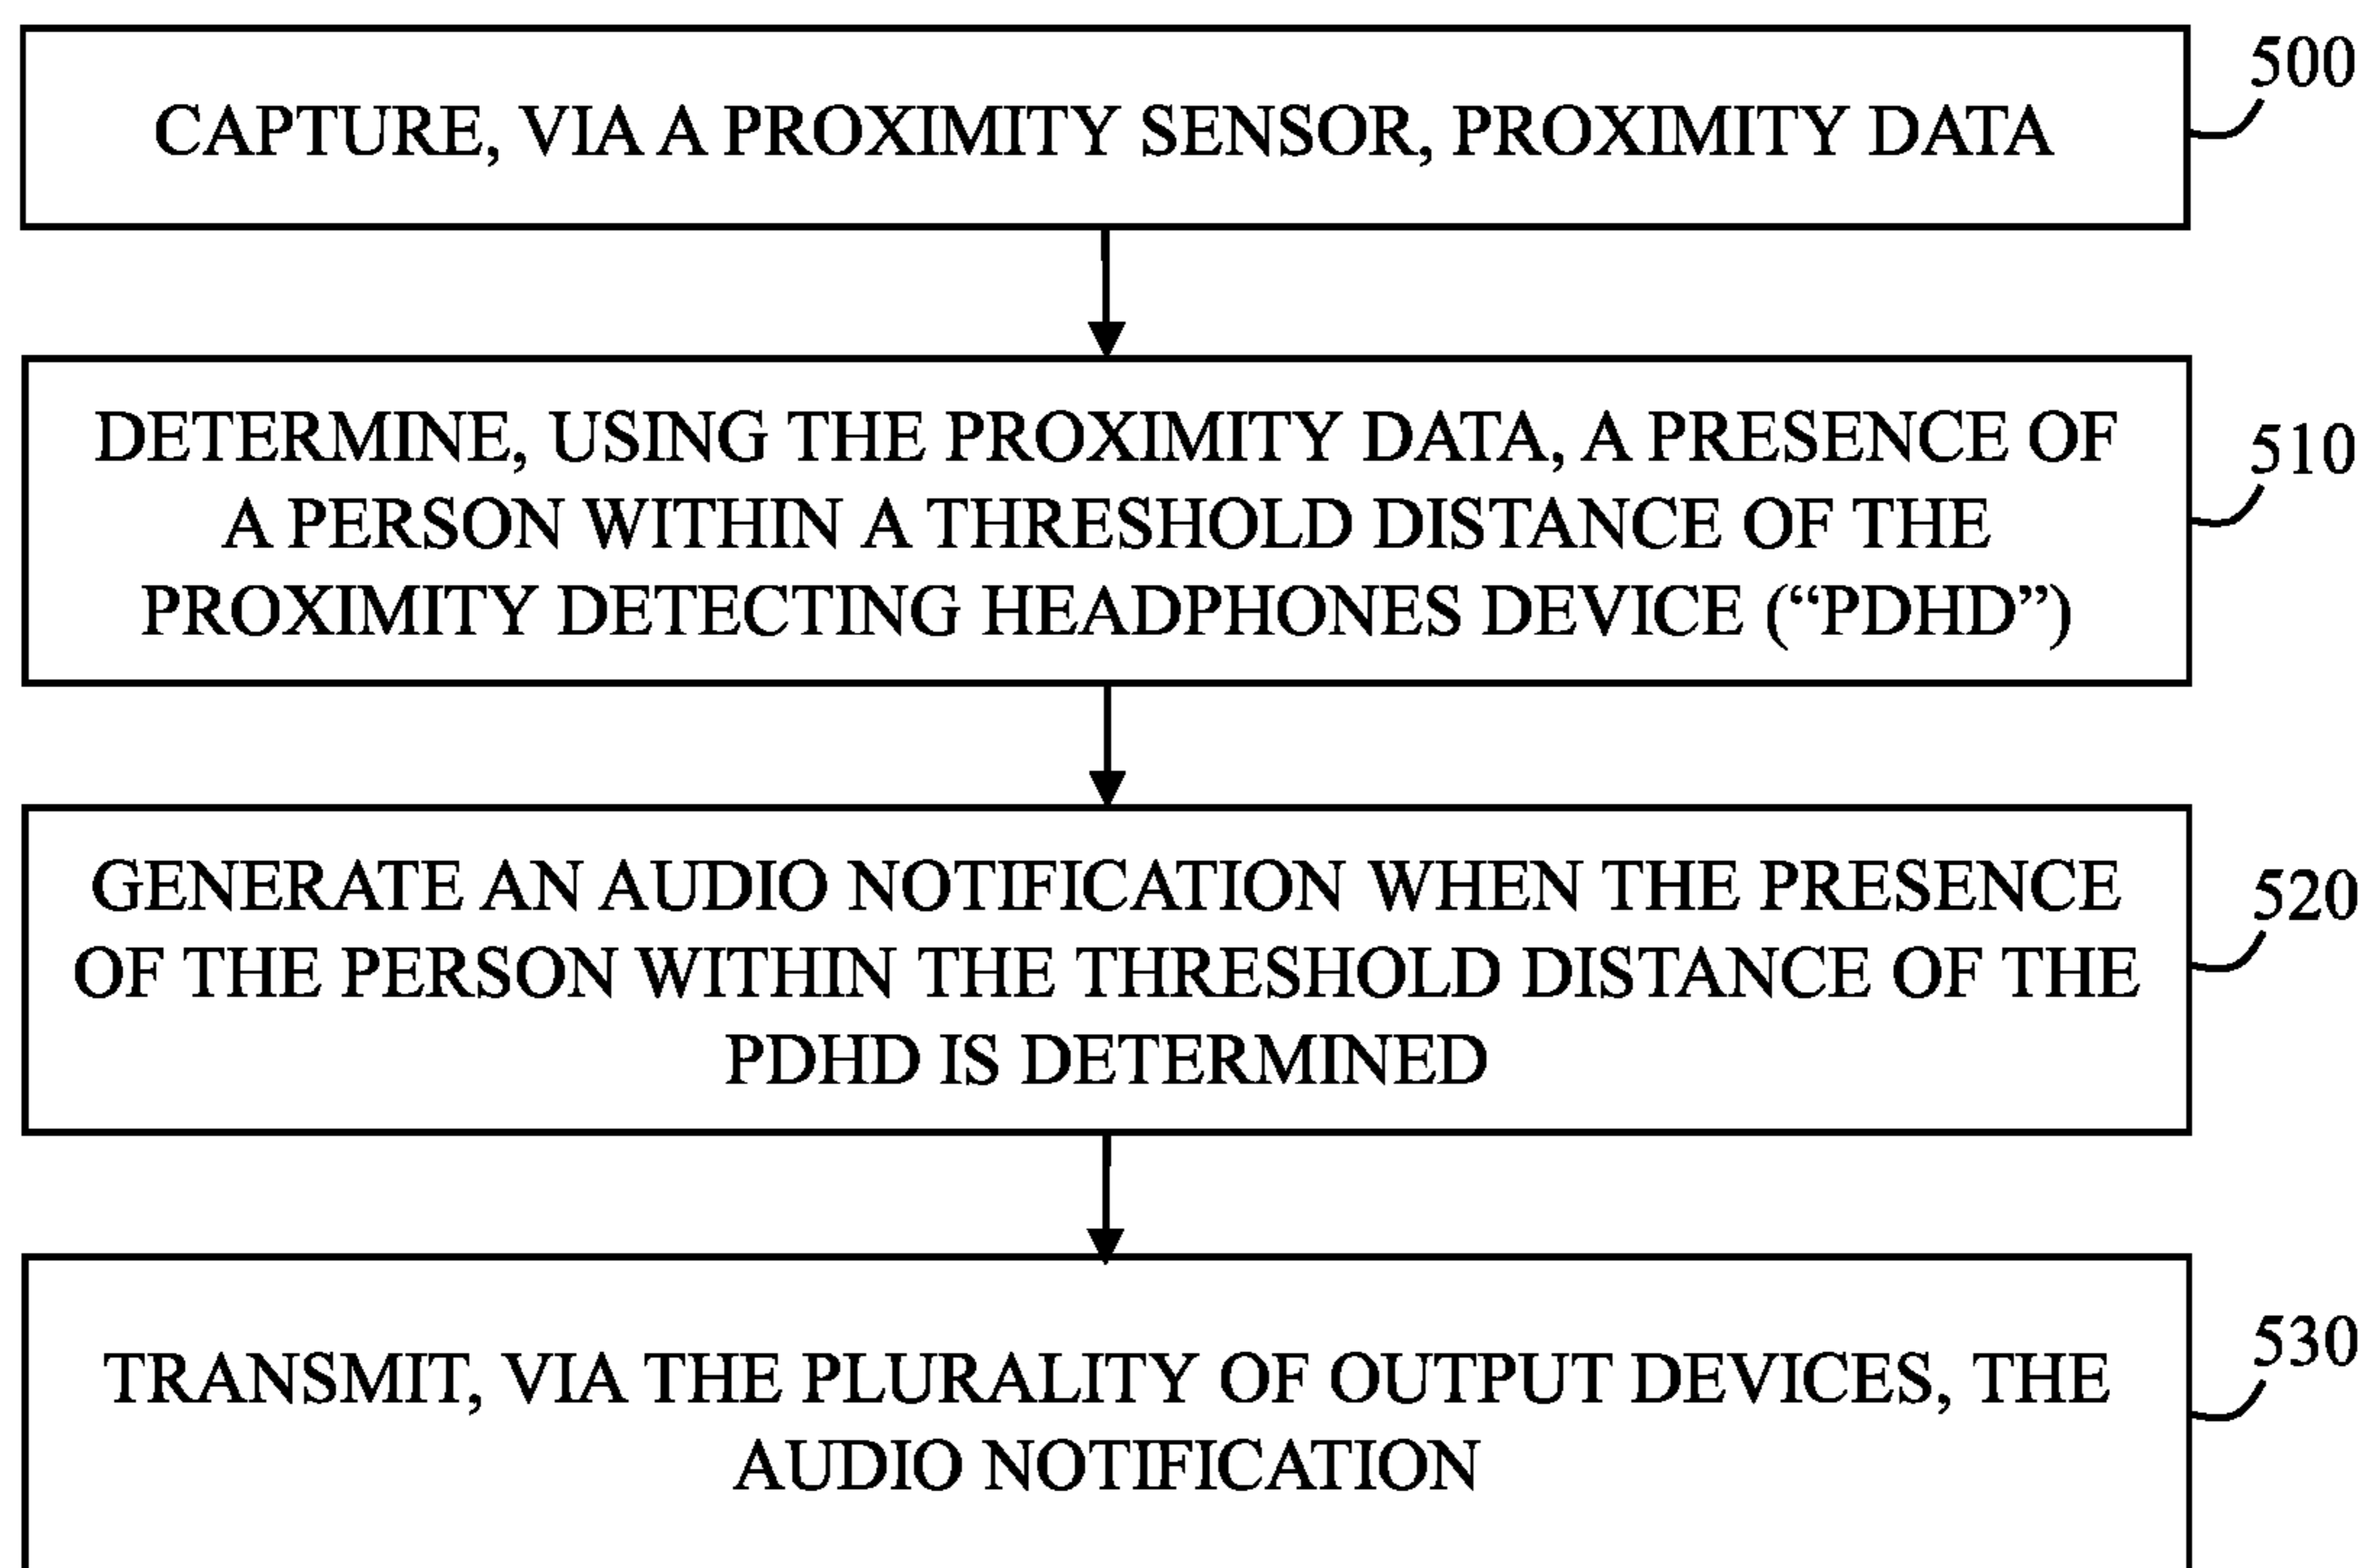 500
CAPTURE, VIA A PROXIMITY SENSOR, PROXIMITY DATA
510
DETERMINE, USING THE PROXIMITY DATA, A PRESENCE OF
A PERSON WITHIN A THRESHOLD DISTANCE OF THE
PROXIMITY DETECTING HEADPHONES DEVICE (“PDHD”)
520
GENERATE AN AUDIO NOTIFICATION WHEN THE PRESENCE
OF THE PERSON WITHIN THE THRESHOLD DISTANCE OF THE
PDHD IS DETERMINED
530
TRANSMIT, VIA THE PLURALITY OF OUTPUT DEVICES, THE
AUDIO NOTIFICATION